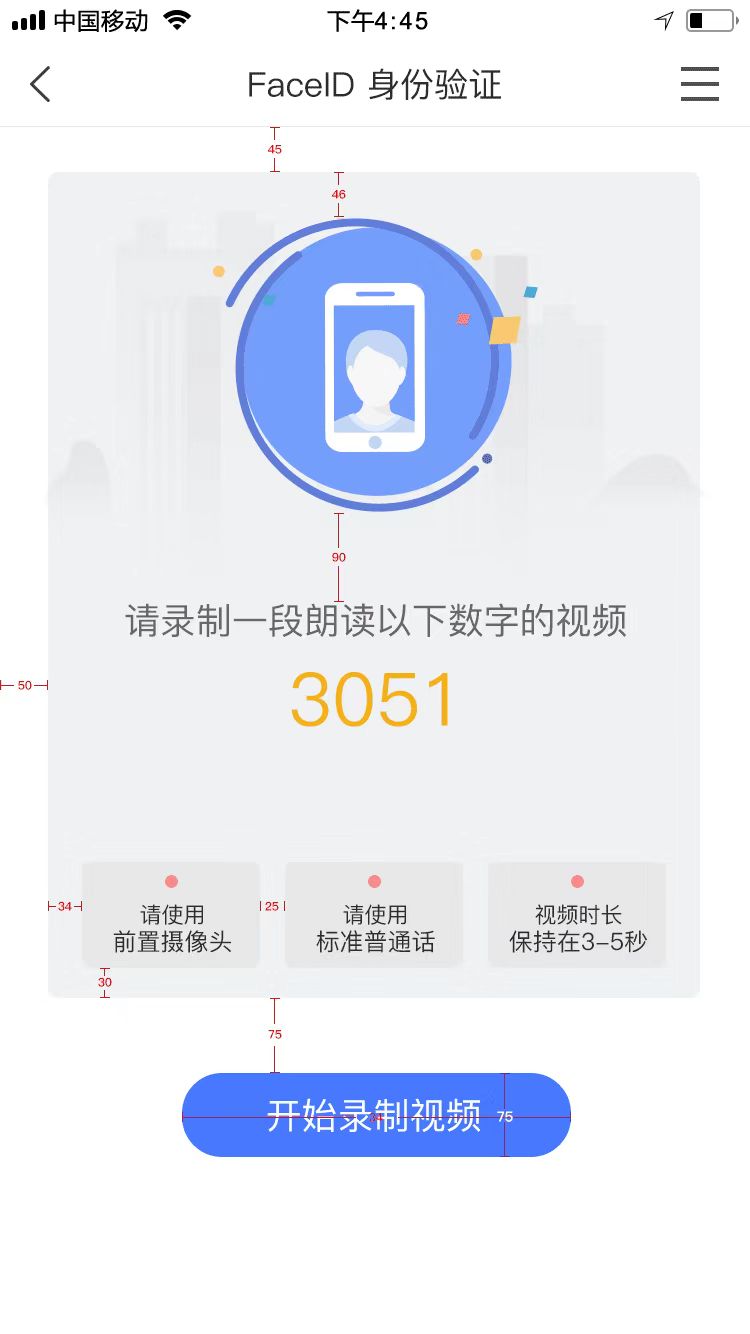 中国移动 下午4:45
FaceID 身份验证
45
46
90
请录制一段朗读以下数字的视频
50
3051
请使用
前置摄像头
请使用
标准普通话
视频时长
保持在3-5秒
34
25
30
75
开始录制视频
75